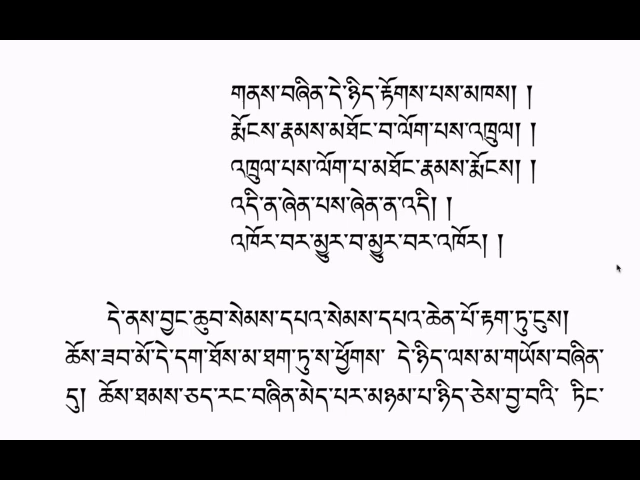 གནས་བཞིན་དེ་ཉིད་རྟོགས་པས་མཁས། །
རྨོངས་རྣམས་མཐོང་བ་ལོག་པས་འཁྲུལ། །
འཁྲུལ་པས་ལོག་པ་མཐོང་རྣམས་རྨོངས། །
འདི་ན་ཞེན་པས་ཞེན་ན་འདི། །
འཁོར་བར་མྱུར་བ་མྱུར་བར་འཁོར། །
དེ་ནས་བྱང་ཆུབ་སེམས་དཔའ་སེམས་དཔའ་ཆེན་པོ་རྟག་ཏུ་ངུས།
ཆོས་ཟབ་མོ་དེ་དག་ཐོས་མ་ཐག་ཏུ་ས་ཕྱོགས་ དེ་ཉིད་ལས་མ་གཡོས་བཞིན་
དུ། ཆོས་ཐམས་ཅད་རང་བཞིན་མེད་པར་མཉམ་པ་ཉིད་ཅེས་བྱ་བའི་ ཏིང་